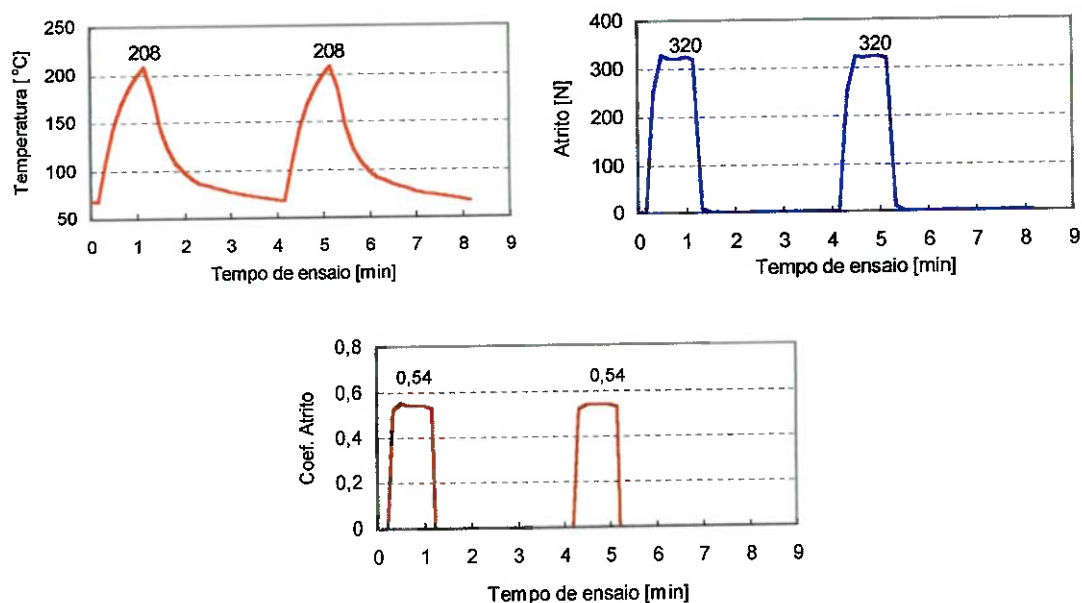 250
200
150
100
50
Temperatura [°C]
208
208
0 1 2 3 4 5 6 7 8 9
Tempo de ensaio [min]
400
300
200
100
0
Atrito [N]
320
320
0 1 2 3 4 5 6 7 8 9
Tempo de ensaio [min]
0,8
0,6
0,4
0,2
0
Coef. Atrito
0,54
0,54
0 1 2 3 4 5 6 7 8 9
Tempo de ensaio [min]